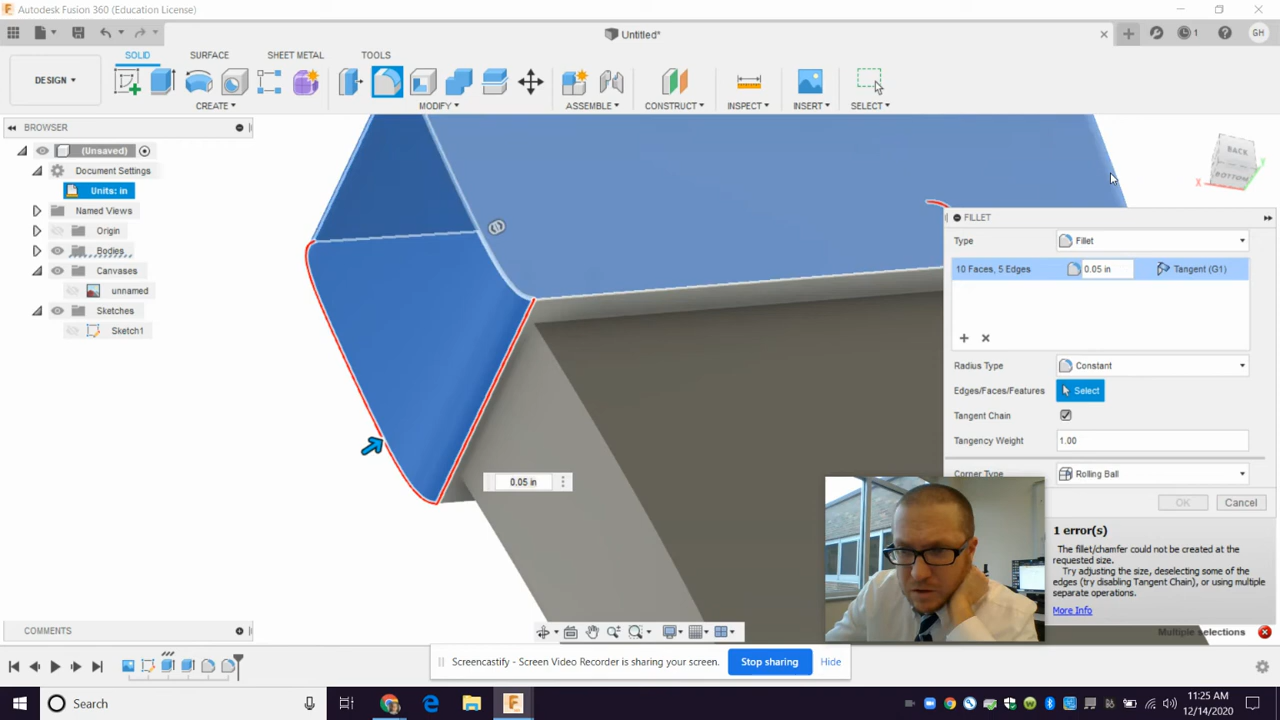 Autodesk Fusion 360 (Education License)
Untitled*
1
GH
DESIGN
SOLID
SURFACE
SHEET METAL
TOOLS
CREATE
MODIFY
ASSEMBLE
CONSTRUCT
INSPECT
INSERT
SELECT
BROWSER
(Unsaved)
Document Settings
Units: in
Named Views
Origin
Bodies
Canvases
unnamed
Sketches
Sketch1
BACK
BOTTOM
X
FILLET
Type
Fillet
10 Faces, 5 Edges
0.05 in
Tangent (G1)
Radius Type
Constant
Edges/Faces/Features
Select
Tangent Chain
Tangency Weight
1.00
Corner Type
Rolling Ball
OK
Cancel
0.05 in
1 error(s)
The fillet/chamfer could not be created at the
requested size.
Try adjusting the size, deselecting some of the
edges (try disabling Tangent Chain), or using multiple
separate operations.
More Info
Multiple selections
COMMENTS
Screencastify - Screen Video Recorder is sharing your screen.
Stop sharing
Hide
Search
11:25 AM
12/14/2020